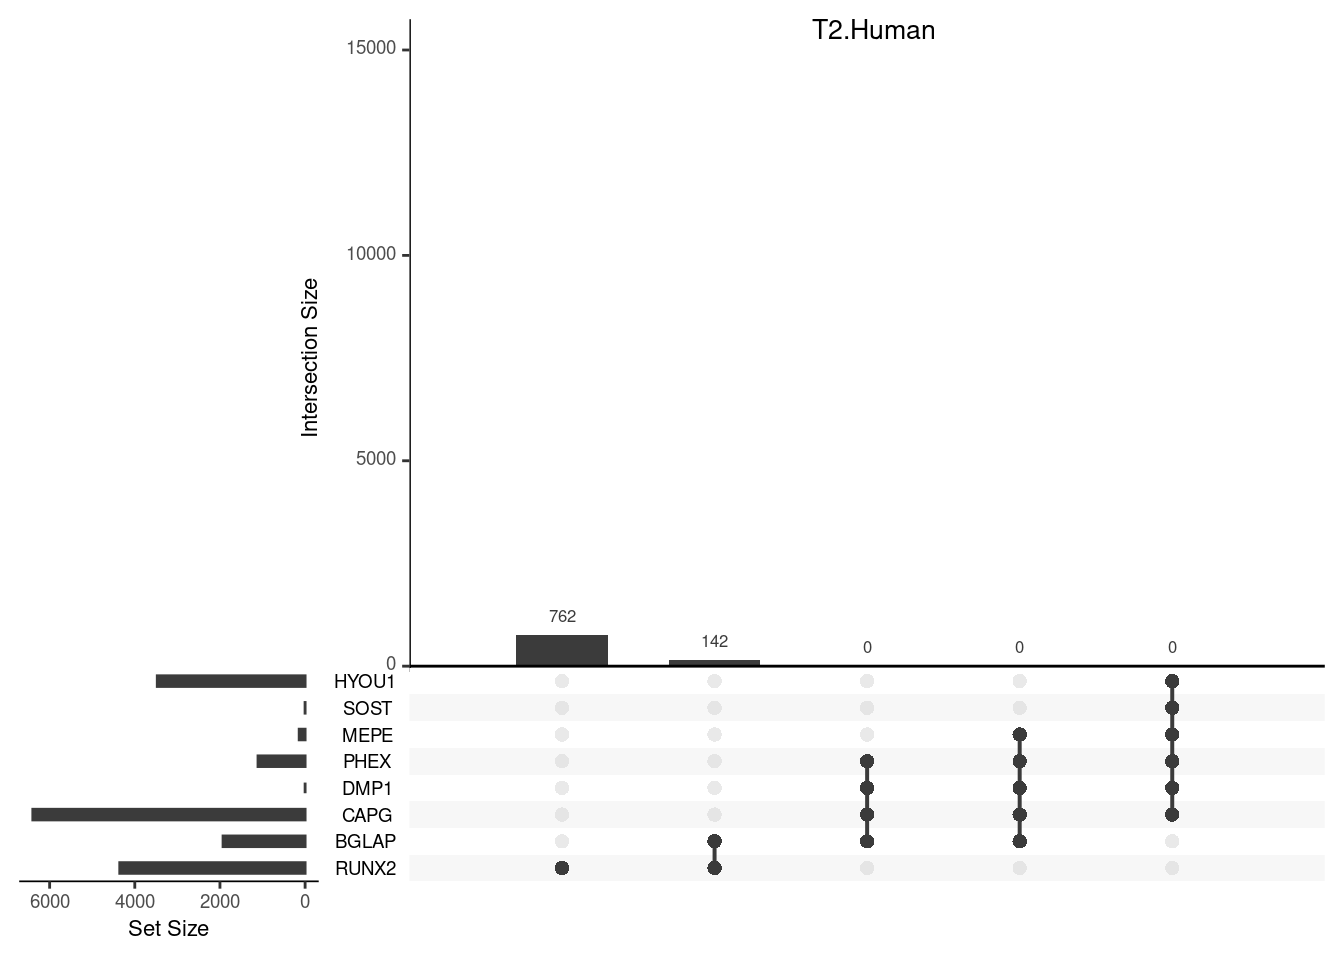 T2.Human
15000
10000
5000
0
Intersection Size
762
142
0
0
0
HYOU1
SOST
MEPE
PHEX
DMP1
CAPG
BGLAP
RUNX2
6000 4000 2000 0
Set Size